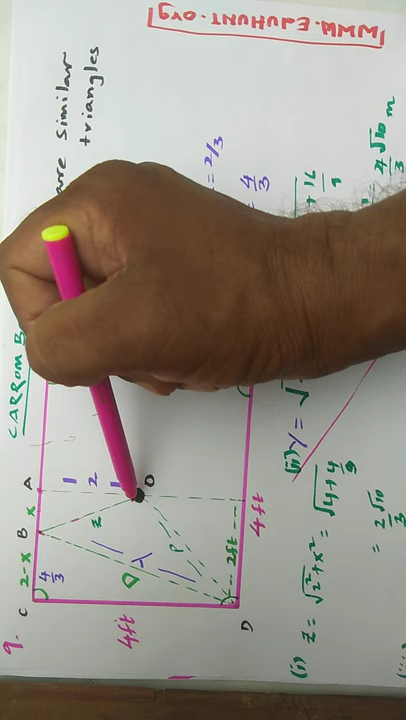 WWW.EDUHUNT.org
9.
CARROM B
are similar
triangles
C
2-x
B
x
A
4/3
1
2
1
z
O
y
P
4ft
2ft
4ft
D
= 2/3
4/3
(i) z = √2²+x² = √4+4/9
= 2√10/3
(ii) y = √
+ 16/9
= 4√10/3 m